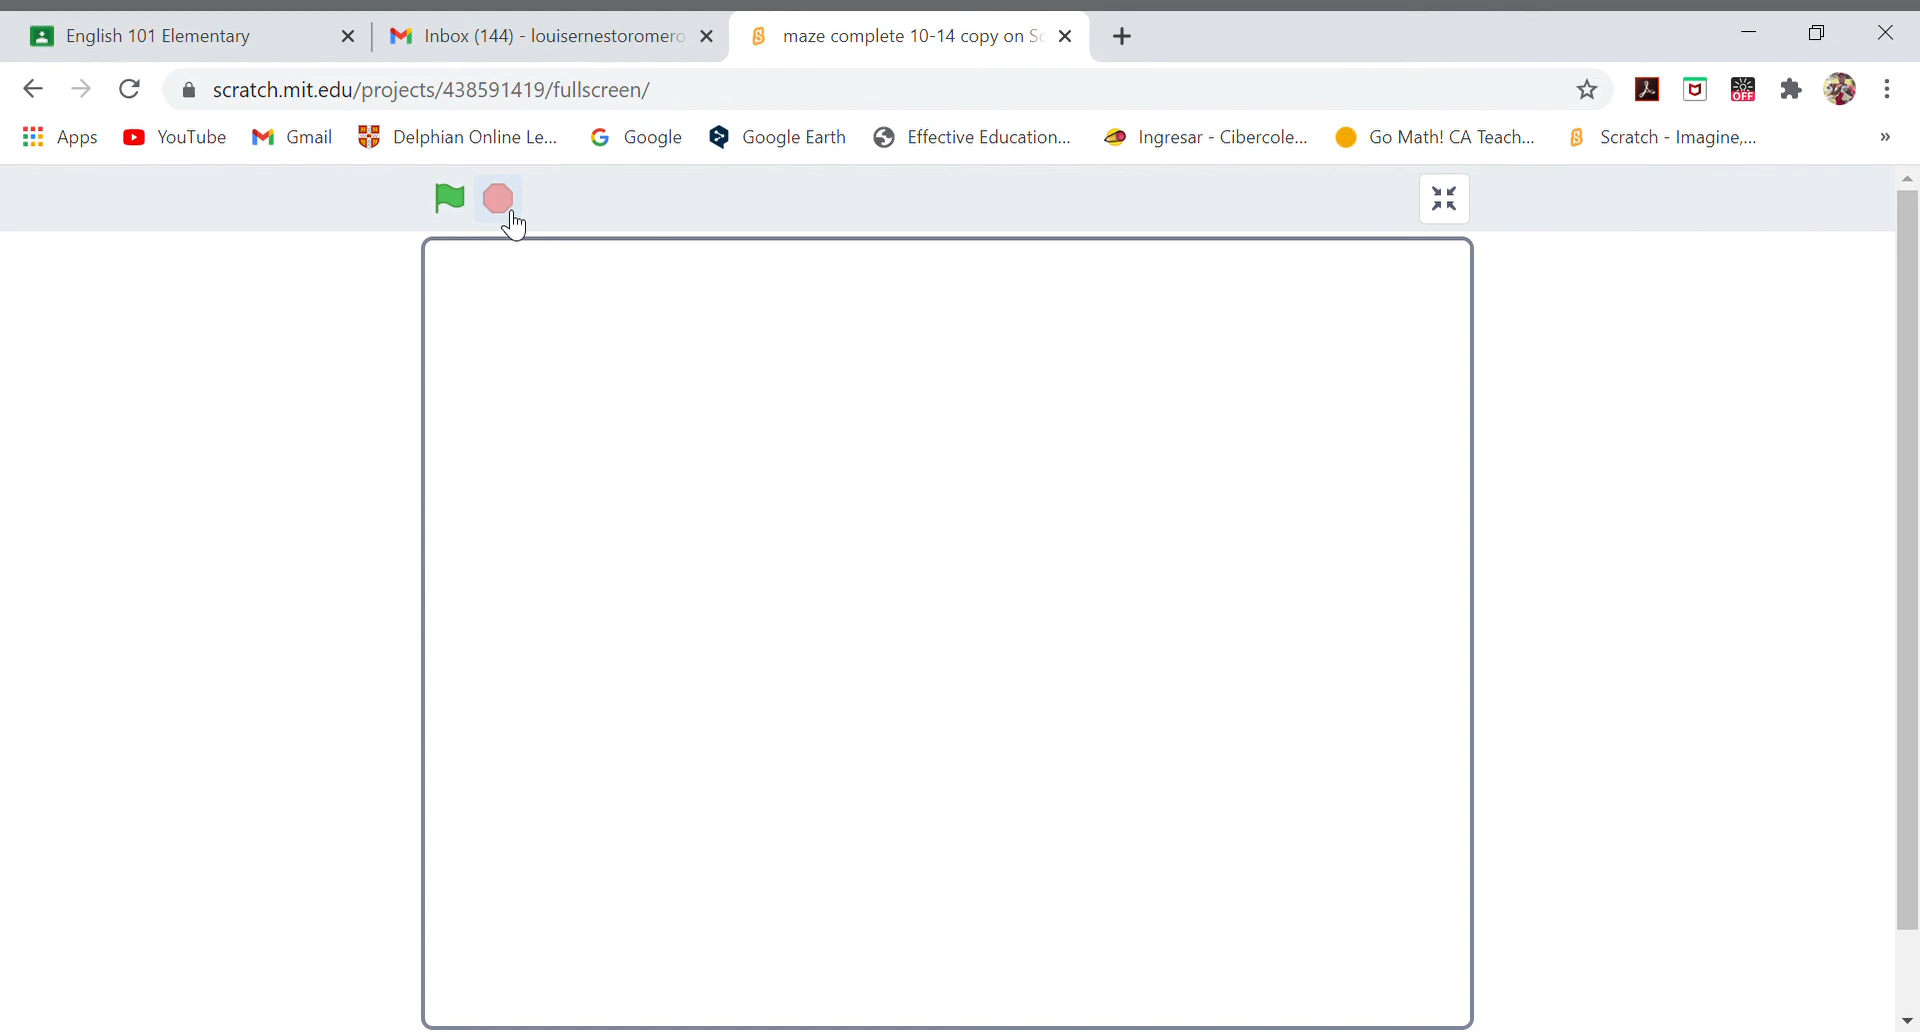 English 101 Elementary
Inbox (144) - louisernestoromero
maze complete 10-14 copy on Sc
scratch.mit.edu/projects/438591419/fullscreen/
OFF
Apps
YouTube
Gmail
Delphian Online Le...
Google
Google Earth
Effective Education...
Ingresar - Cibercole...
Go Math! CA Teach...
Scratch - Imagine,...
»